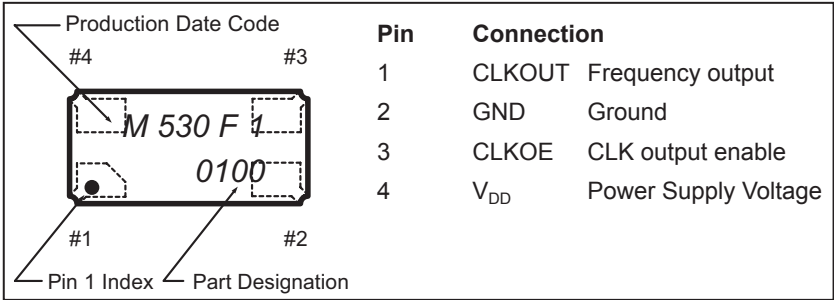 Production Date Code
#4 #3
M 530 F 1
0100
#1 #2
Pin 1 Index Part Designation
Pin Connection
1 CLKOUT Frequency output
2 GND Ground
3 CLKOE CLK output enable
4 VDD Power Supply Voltage